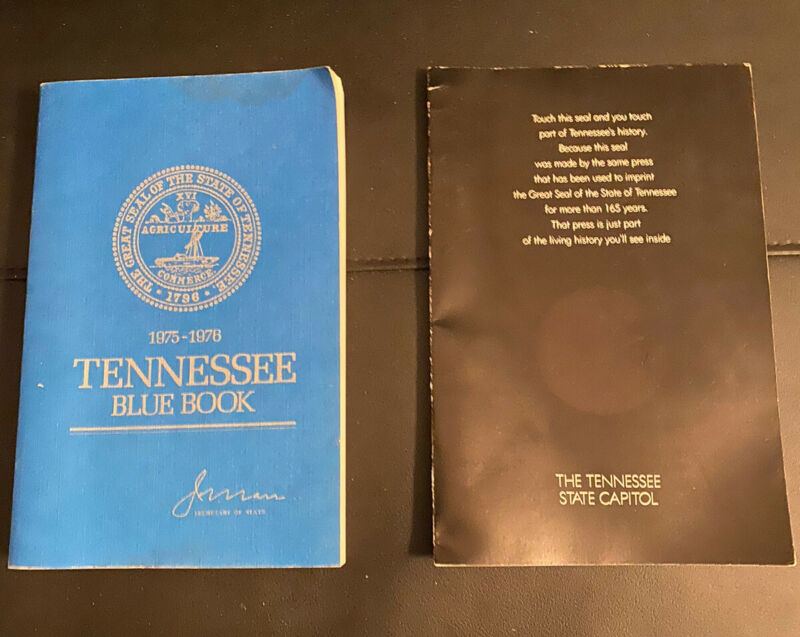 THE GREAT SEAL OF THE STATE OF TENNESSEE
XVI
AGRICULTURE
COMMERCE
1796
1975-1976
TENNESSEE
BLUE BOOK
SECRETARY OF STATE
Touch this seal and you touch
part of Tennessee's history.
Because this seal
was made by the same press
that has been used to imprint
the Great Seal of the State of Tennessee
for more than 165 years.
That press is just part
of the living history you'll see inside
THE TENNESSEE
STATE CAPITOL